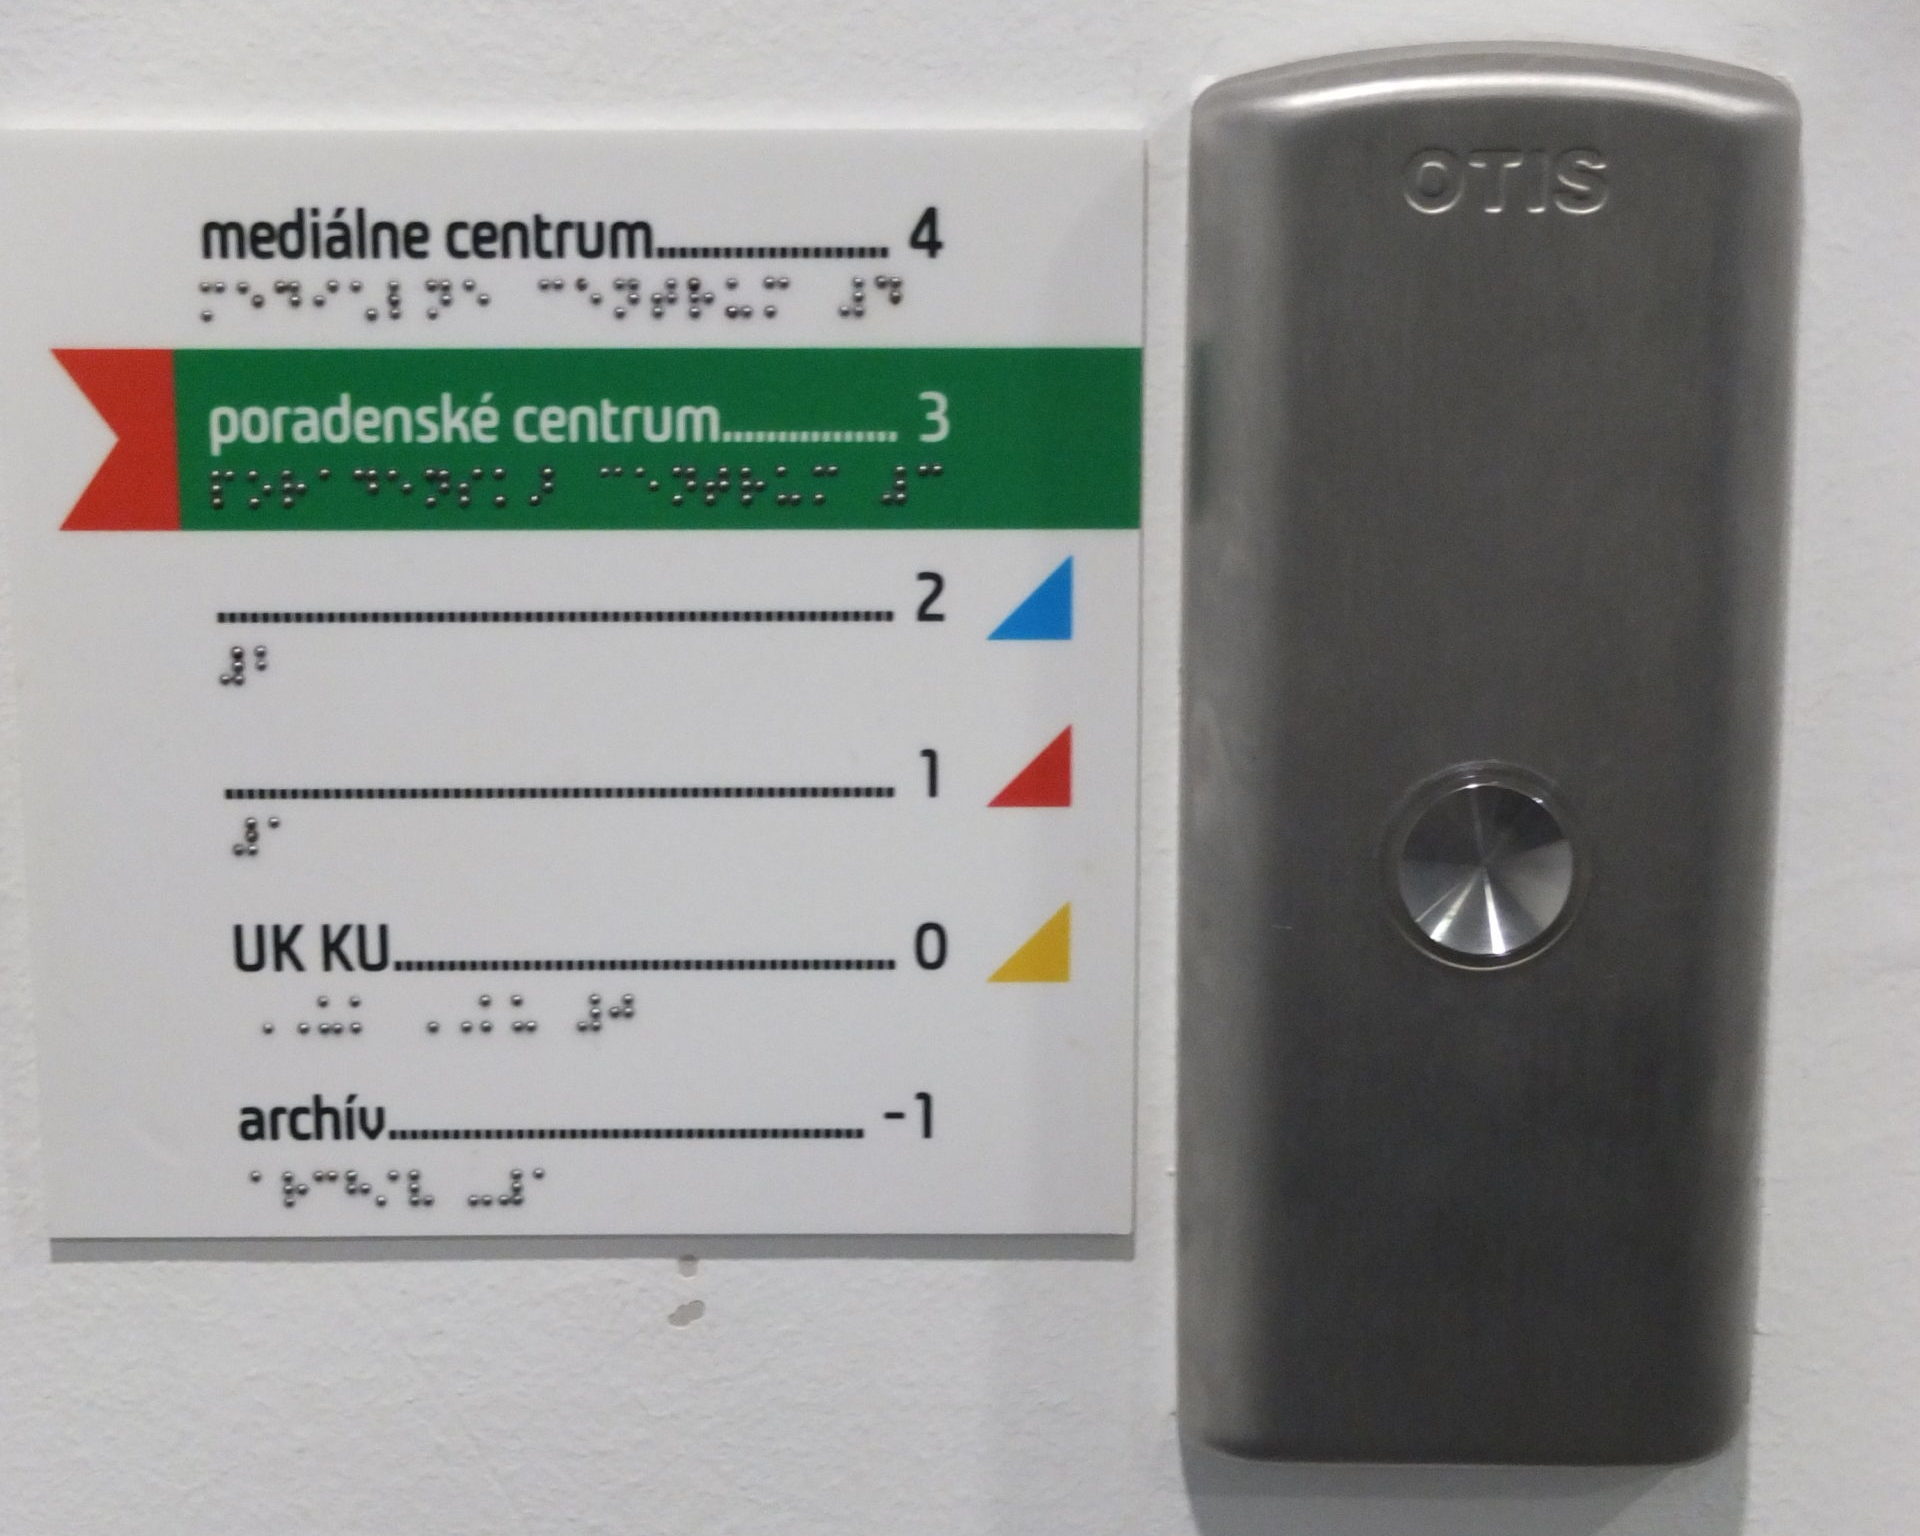 mediálne centrum 4
⠍⠑⠙⠊⠡⠇⠝⠑ ⠉⠑⠝⠞⠗⠥⠍ ⠼⠙
poradenské centrum 3
⠏⠕⠗⠁⠙⠑⠝⠎⠅⠜ ⠉⠑⠝⠞⠗⠥⠍ ⠼⠉
2
⠼⠃
1
⠼⠁
UK KU 0
⠠⠥⠅ ⠠⠅⠥ ⠼⠚
archív -1
⠁⠗⠉⠓⠌⠧ ⠤⠼⠁
OTIS